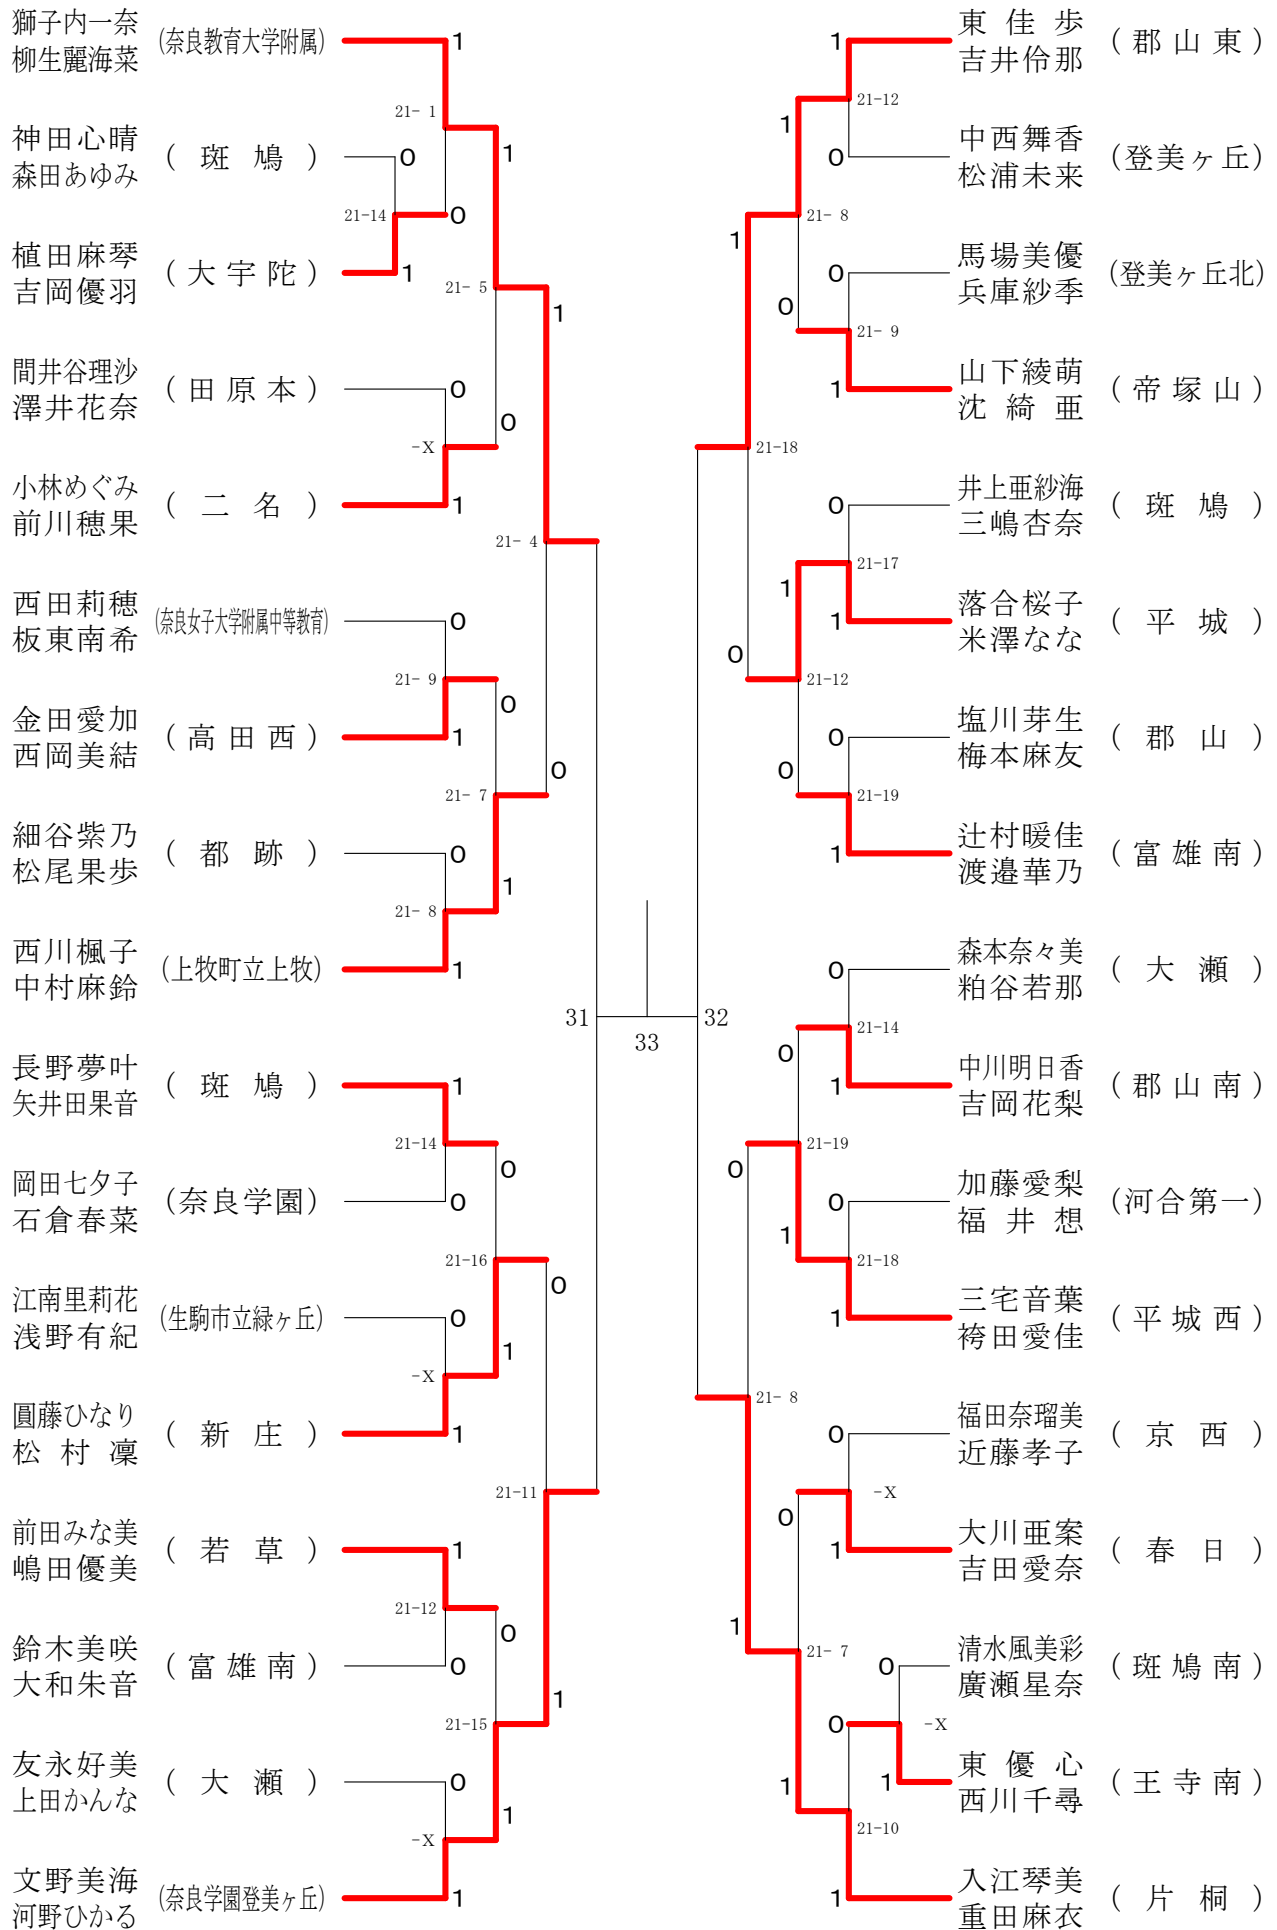 獅子内一奈
柳生麗海菜
(奈良教育大学附属)
1
21- 1
神田心晴
森田あゆみ
(斑鳩)
0
1
21-14
0
植田麻琴
吉岡優羽
(大宇陀)
1
21- 5
1
間井谷理沙
澤井花奈
(田原本)
0
0
-X
小林めぐみ
前川穂果
(二名)
1
21- 4
西田莉穂
板東南希
(奈良女子大学附属中等教育)
0
21- 9
0
金田愛加
西岡美結
(高田西)
1
0
21- 7
細谷紫乃
松尾果歩
(都跡)
0
1
21- 8
西川楓子
中村麻鈴
(上牧町立上牧)
1
31
33
32
長野夢叶
矢井田果音
(斑鳩)
1
21-14
0
岡田七夕子
石倉春菜
(奈良学園)
0
21-16
0
江南里莉花
浅野有紀
(生駒市立緑ヶ丘)
0
1
-X
圓藤ひなり
松村凜
(新庄)
1
21-11
前田みな美
嶋田優美
(若草)
1
21-12
0
鈴木美咲
大和朱音
(富雄南)
0
1
21-15
友永好美
上田かんな
(大瀬)
0
1
-X
文野美海
河野ひかる
(奈良学園登美ヶ丘)
1
1
東佳歩
吉井伶那
(郡山東)
21-12
1
0
中西舞香
松浦未来
(登美ヶ丘)
21- 8
1
0
馬場美優
兵庫紗季
(登美ヶ丘北)
0
21- 9
1
山下綾萌
沈綺亜
(帝塚山)
21-18
0
井上亜紗海
三嶋杏奈
(斑鳩)
21-17
1
1
落合桜子
米澤なな
(平城)
0
21-12
0
塩川芽生
梅本麻友
(郡山)
0
21-19
1
辻村暖佳
渡邉華乃
(富雄南)
0
森本奈々美
粕谷若那
(大瀬)
21-14
0
1
中川明日香
吉岡花梨
(郡山南)
21-19
0
0
加藤愛梨
福井想
(河合第一)
1
21-18
1
三宅音葉
袴田愛佳
(平城西)
21- 8
0
福田奈瑠美
近藤孝子
(京西)
-X
0
1
大川亜案
吉田愛奈
(春日)
1
21- 7
0
清水風美彩
廣瀬星奈
(斑鳩南)
0
-X
1
1
東優心
西川千尋
(王寺南)
21-10
1
入江琴美
重田麻衣
(片桐)